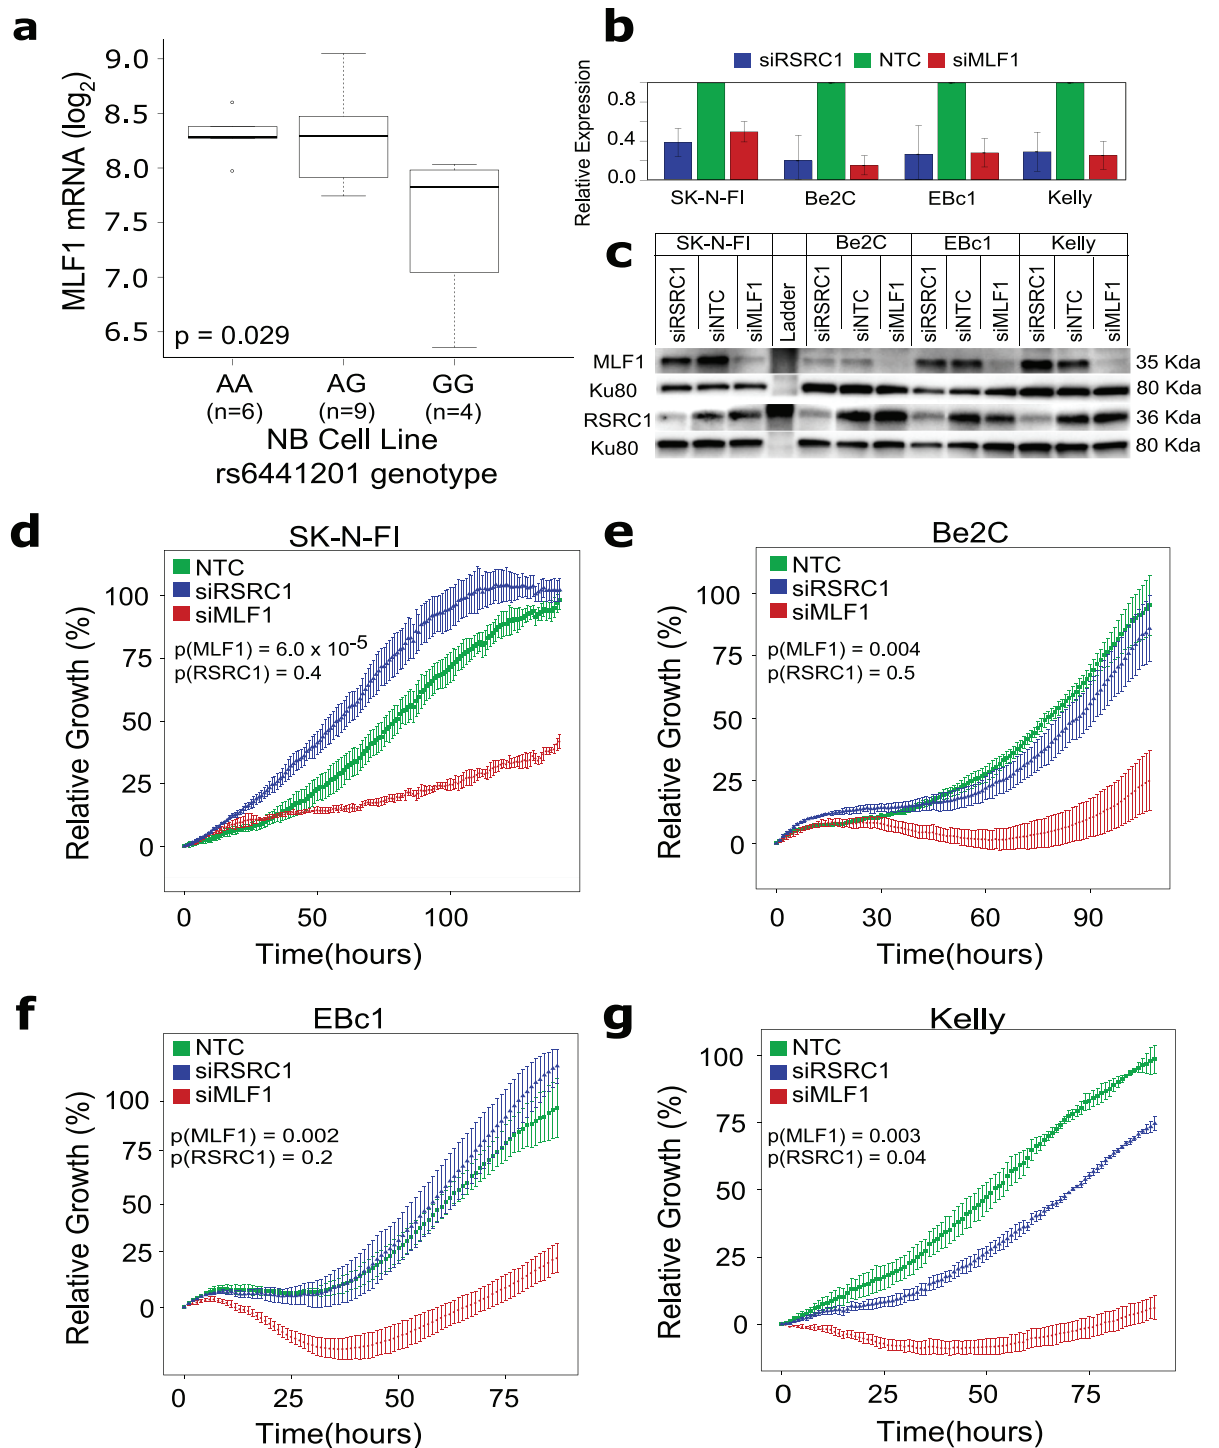 a
MLF1 mRNA (log2)
9.0
8.5
8.0
7.5
7.0
6.5
p = 0.029
AA AG GG
(n=6) (n=9) (n=4)
NB Cell Line
rs6441201 genotype
b
siRSRC1 NTC siMLF1
Relative Expression
0.8
0.4
0.0
SK-N-FI Be2C EBc1 Kelly
c
SK-N-FI Be2C EBc1 Kelly
siRSRC1 siNTC siMLF1 Ladder siRSRC1 siNTC siMLF1 siRSRC1 siNTC siMLF1 siRSRC1 siNTC siMLF1
MLF1 35 Kda
Ku80 80 Kda
RSRC1 36 Kda
Ku80 80 Kda
d
SK-N-FI
NTC
siRSRC1
siMLF1
p(MLF1) = 6.0 x 10-5
p(RSRC1) = 0.4
Relative Growth (%)
100
75
50
25
0
0 50 100
Time(hours)
e
Be2C
NTC
siRSRC1
siMLF1
p(MLF1) = 0.004
p(RSRC1) = 0.5
Relative Growth (%)
100
75
50
25
0
0 30 60 90
Time(hours)
f
EBc1
NTC
siRSRC1
siMLF1
p(MLF1) = 0.002
p(RSRC1) = 0.2
Relative Growth (%)
100
75
50
25
0
0 25 50 75
Time(hours)
g
Kelly
NTC
siRSRC1
siMLF1
p(MLF1) = 0.003
p(RSRC1) = 0.04
Relative Growth (%)
100
75
50
25
0
0 25 50 75
Time(hours)